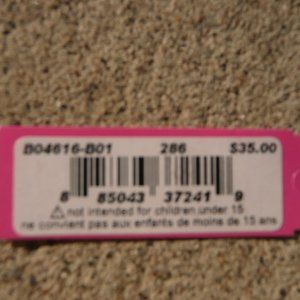 B04616-B01 286 $35.00
8 85043 37241 9
not intended for children under 15
ne convient pas aux enfants de moins de 15 ans